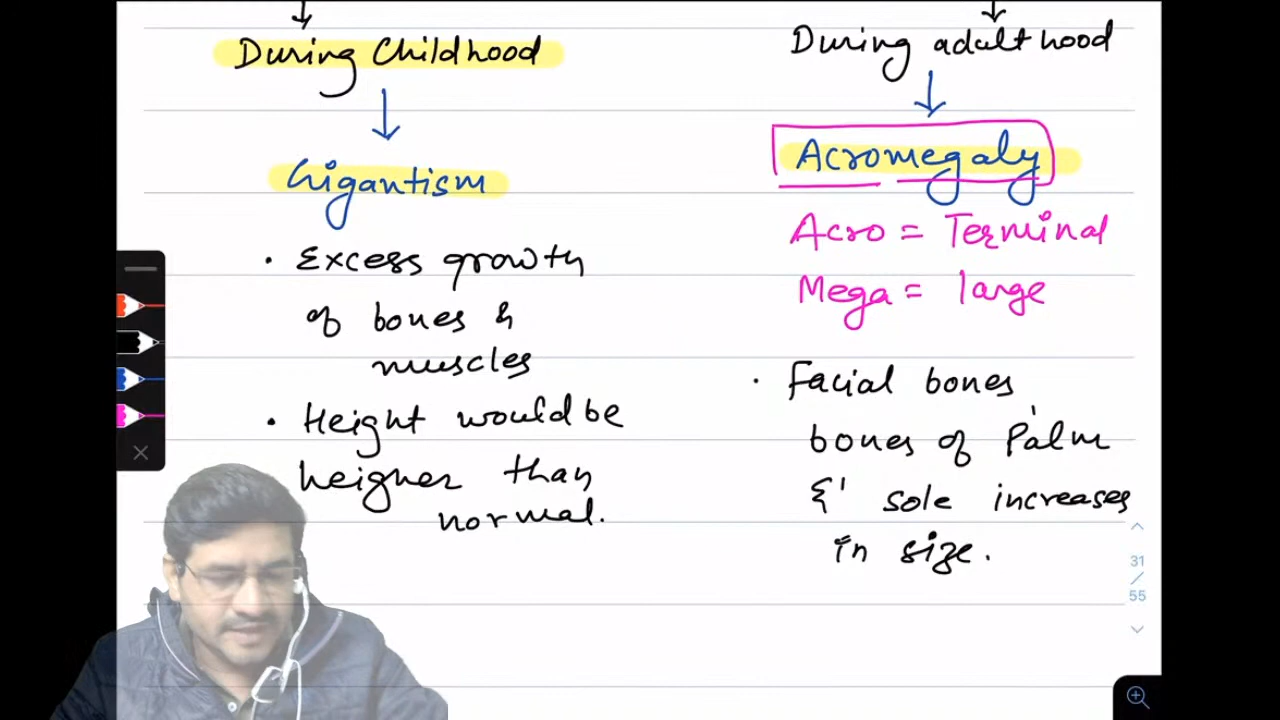 During Childhood
Gigantism
· Excess growth
of bones &
muscles
· Height would be
heigher than
normal.
During adulthood
Acromegaly
Acro = Terminal
Mega = large
· Facial bones,
bones of Palm
& sole increases
in size.
31
/
55